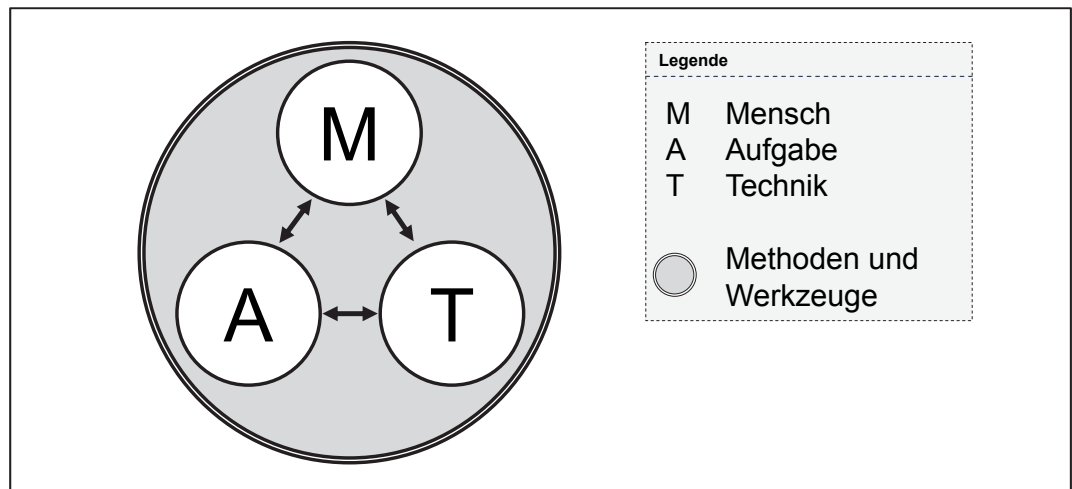 M
A
T
Legende
M Mensch
A Aufgabe
T Technik
Methoden und
Werkzeuge